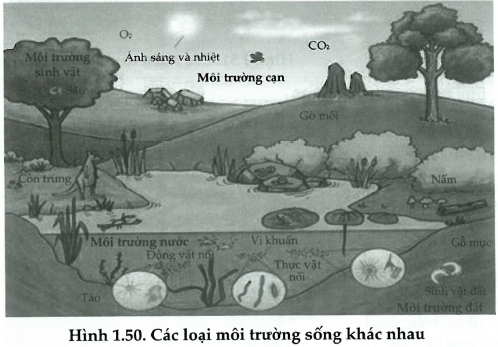 O₂
Ánh sáng và nhiệt
CO₂
Môi trường
sinh vật
Sâu
Môi trường cạn
Gò mối
Côn trùng
Nấm
Môi trường nước
Vi khuẩn
Động vật nổi
Thực vật
nổi
Gỗ mục
Tảo
Sinh vật đất
Môi trường đất
Hình 1.50. Các loại môi trường sống khác nhau